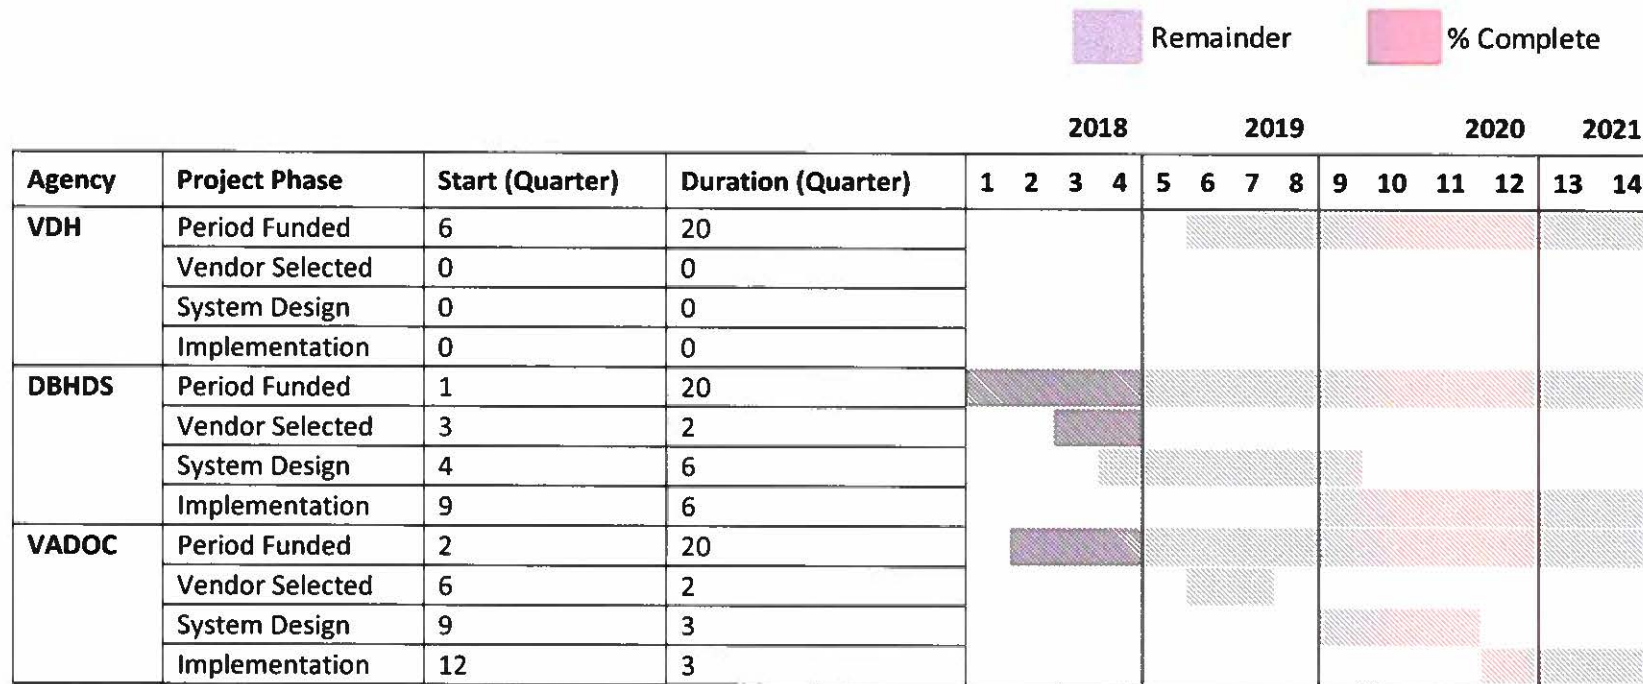 Remainder % Complete
2018 2019 2020 2021
Agency Project Phase Start (Quarter) Duration (Quarter) 1 2 3 4 5 6 7 8 9 10 11 12 13 14
VDH Period Funded 6 20
Vendor Selected 0 0
System Design 0 0
Implementation 0 0
DBHDS Period Funded 1 20
Vendor Selected 3 2
System Design 4 6
Implementation 9 6
VADOC Period Funded 2 20
Vendor Selected 6 2
System Design 9 3
Implementation 12 3